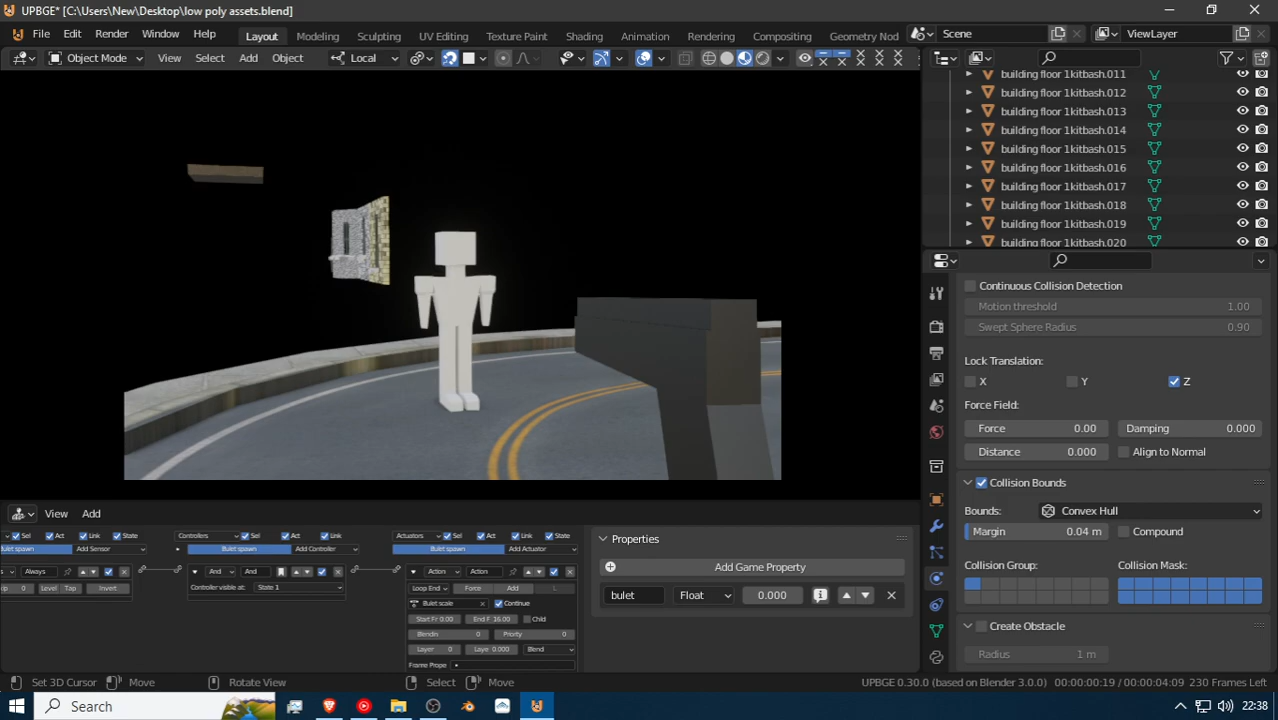 UPBGE* [C:\Users\New\Desktop\low poly assets.blend]
File Edit Render Window Help Layout Modeling Sculpting UV Editing Texture Paint Shading Animation Rendering Compositing Geometry Nod Scene ViewLayer
Object Mode View Select Add Object Local
building floor 1kitbash.011
building floor 1kitbash.012
building floor 1kitbash.013
building floor 1kitbash.014
building floor 1kitbash.015
building floor 1kitbash.016
building floor 1kitbash.017
building floor 1kitbash.018
building floor 1kitbash.019
building floor 1kitbash.020
Continuous Collision Detection
Motion threshold 1.00
Swept Sphere Radius 0.90
Lock Translation:
X Y Z
Force Field:
Force 0.00 Damping 0.000
Distance 0.000 Align to Normal
Collision Bounds
Bounds: Convex Hull
Margin 0.04 m Compound
Collision Group: Collision Mask:
Create Obstacle
Radius 1 m
View Add
Sel Act Link State Controllers Sel Act Link Actuators Sel Act Link State
Bulet spawn Add Sensor Bulet spawn Add Controller Bulet spawn Add Actuator
Always And And Action Action
0 Level Tap Invert Controller visible at: State 1 Loop End Force Add L
Bulet scale Continue
Start Fr 0.00 End F 16.00 Child
Blendin 0 Priority 0
Layer 0 Laye 0.000 Blend
Frame Prope
Properties
Add Game Property
bulet Float 0.000
Set 3D Cursor Move Rotate View Select Move UPBGE 0.30.0 (based on Blender 3.0.0) 00:00:00:19 / 00:00:04:09 230 Frames Left
Search 22:38